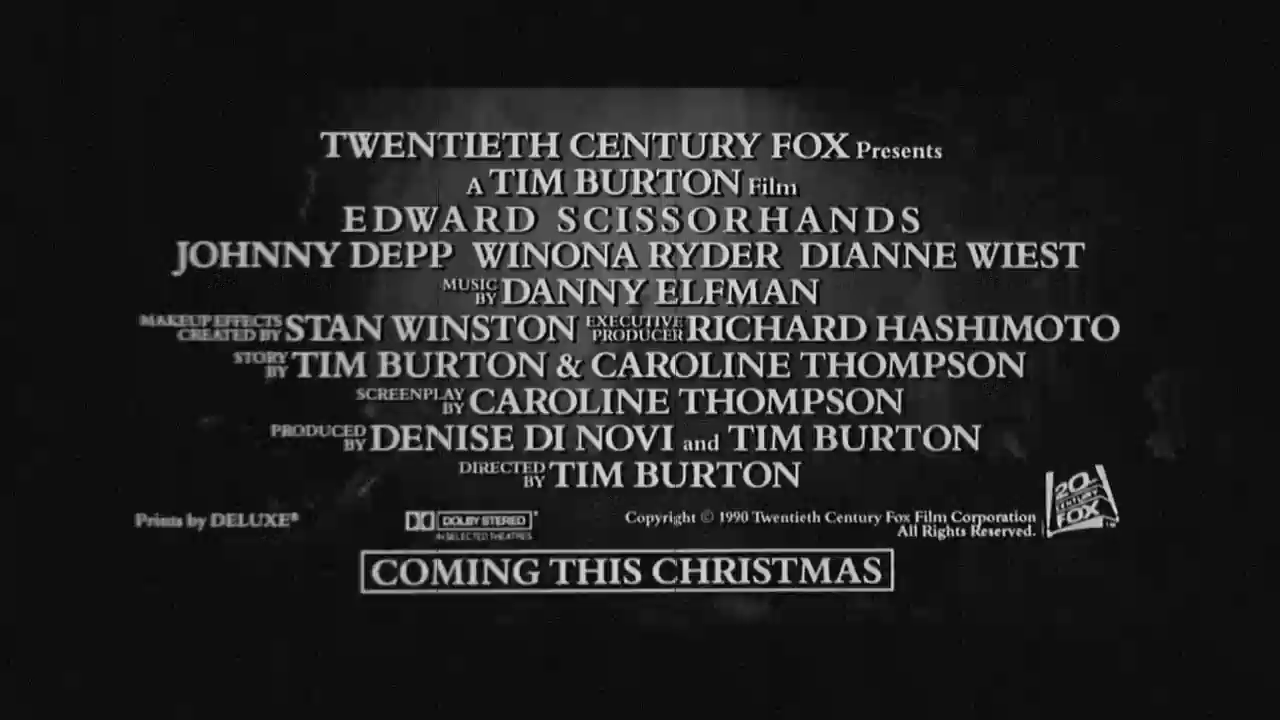 TWENTIETH CENTURY FOX Presents
A TIM BURTON Film
EDWARD SCISSORHANDS
JOHNNY DEPP WINONA RYDER DIANNE WIEST
MUSIC BY DANNY ELFMAN
MAKEUP EFFECTS CREATED BY STAN WINSTON EXECUTIVE PRODUCER RICHARD HASHIMOTO
STORY BY TIM BURTON & CAROLINE THOMPSON
SCREENPLAY BY CAROLINE THOMPSON
PRODUCED BY DENISE DI NOVI and TIM BURTON
DIRECTED BY TIM BURTON
Prints by DELUXE®
DOLBY STEREO
IN SELECTED THEATRES
Copyright © 1990 Twentieth Century Fox Film Corporation
All Rights Reserved.
20th CENTURY FOX
COMING THIS CHRISTMAS